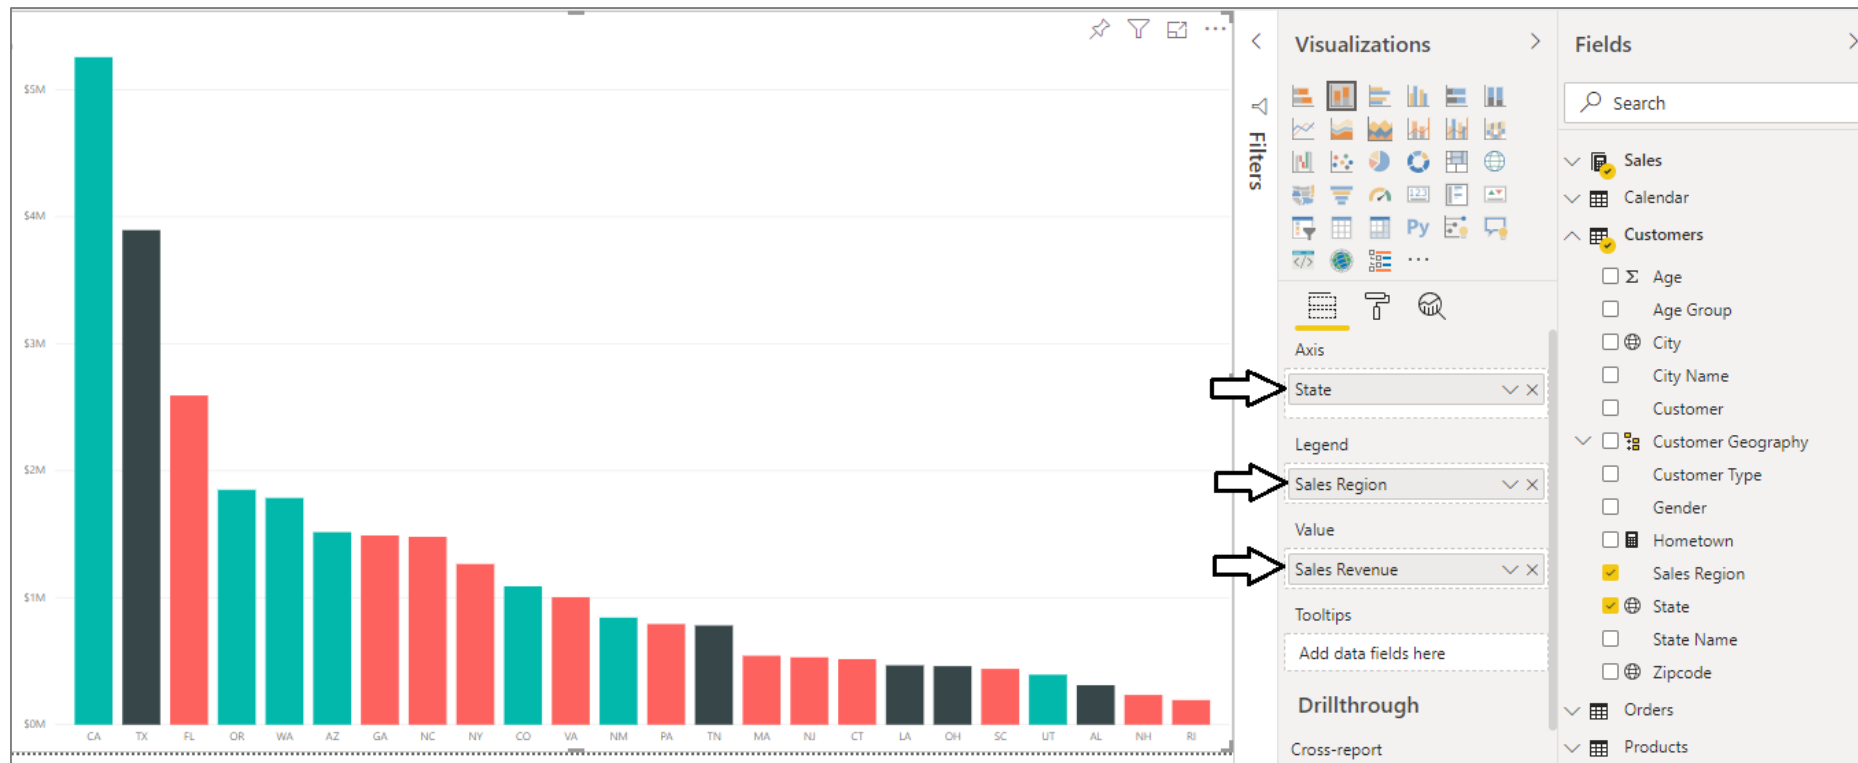 $5M
$4M
$3M
$2M
$1M
$0M
CA TX FL OR WA AZ GA NC NY CO VA NM PA TN MA NJ CT LA OH SC UT AL NH RI
Filters
Visualizations
123
Py
Axis
State
Legend
Sales Region
Value
Sales Revenue
Tooltips
Add data fields here
Drillthrough
Cross-report
Fields
Search
Sales
Calendar
Customers
Σ Age
Age Group
City
City Name
Customer
Customer Geography
Customer Type
Gender
Hometown
Sales Region
State
State Name
Zipcode
Orders
Products